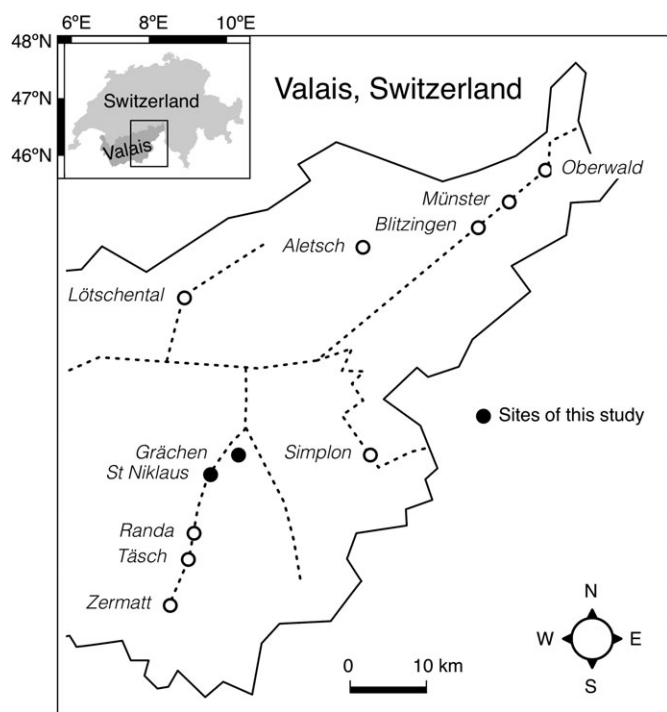 6°E 8°E 10°E
48°N
47°N
46°N
Switzerland
Valais
Valais, Switzerland
Oberwald
Münster
Blitzingen
Aletsch
Lötschental
Sites of this study
Grächen
Simplon
St Niklaus
Randa
Täsch
Zermatt
0 10 km
N
W E
S